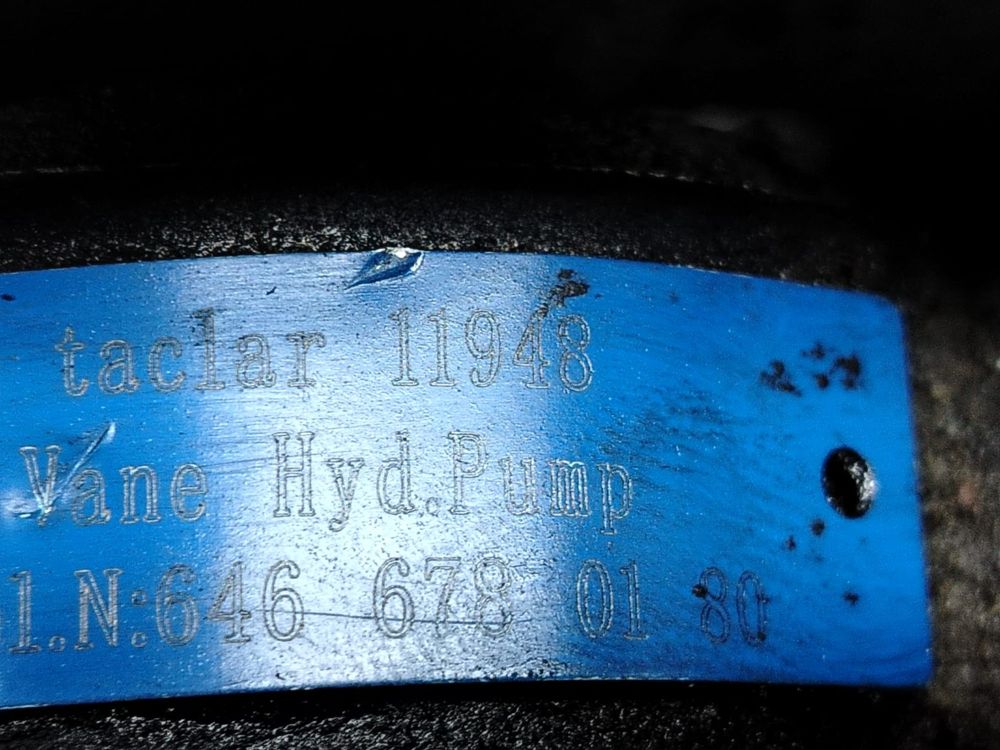 taclar 11948
Vane Hyd.Pump
1.N:646 678 01 80